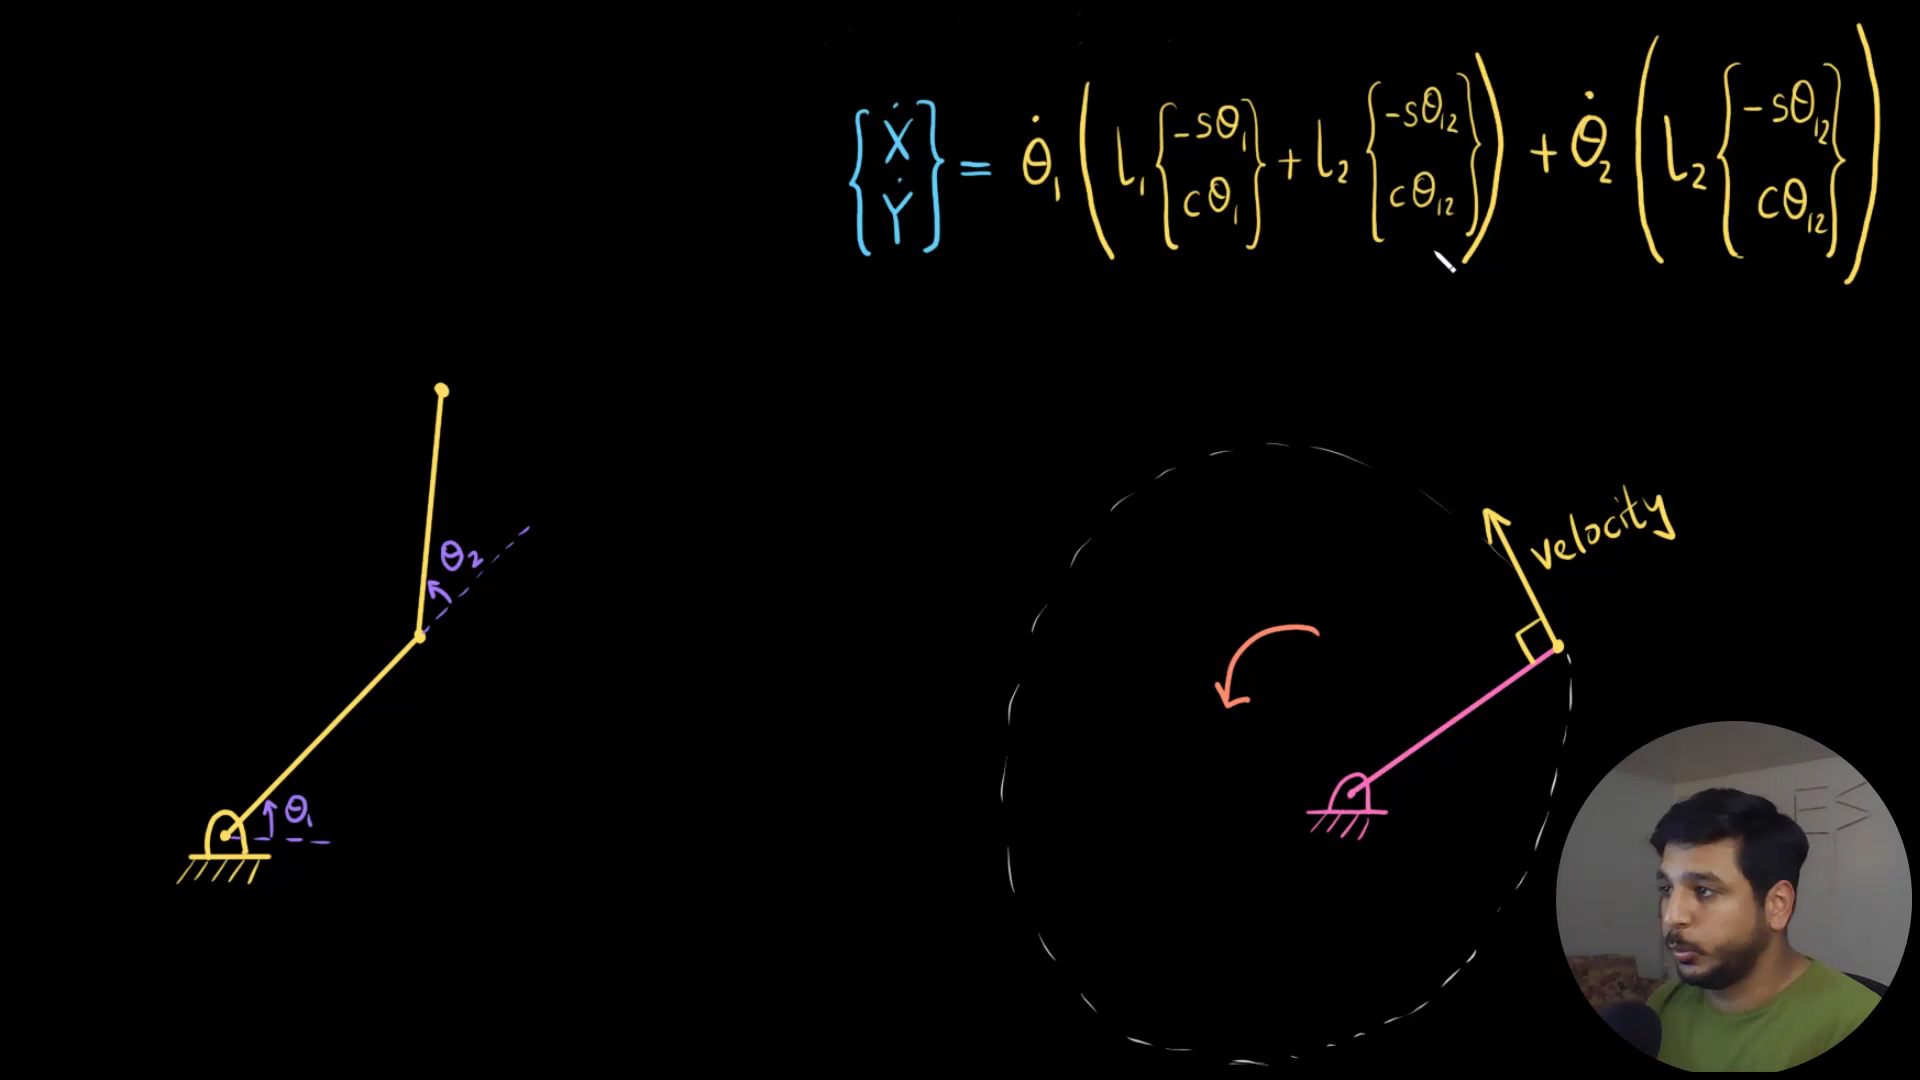 {Ẋ Ẏ} = θ̇₁ ( L₁ {-sθ₁ cθ₁} + L₂ {-sθ₁₂ cθ₁₂} ) + θ̇₂ ( L₂ {-sθ₁₂ cθ₁₂} )
velocity
θ₂
θ₁